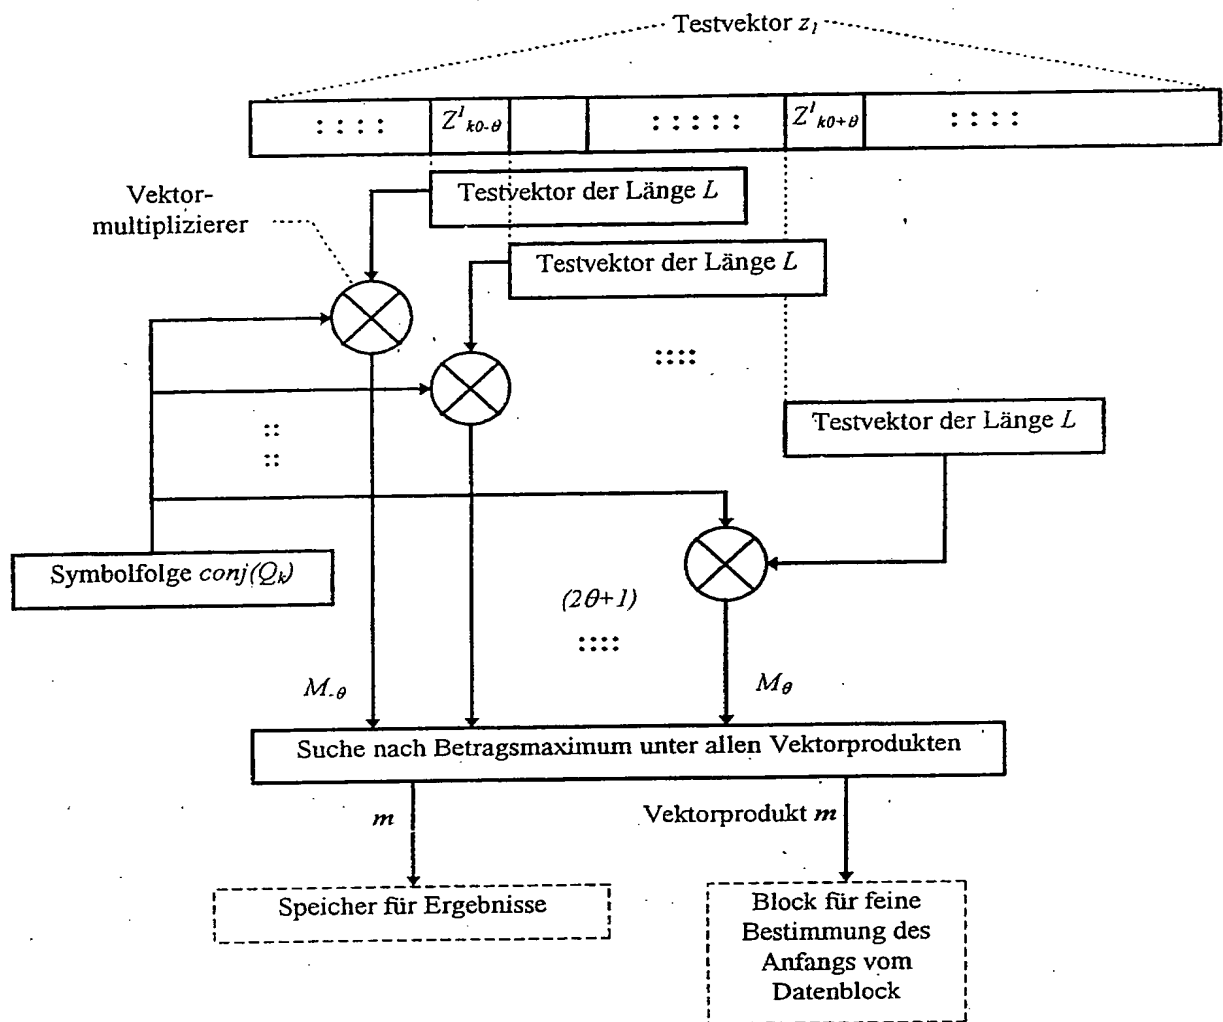 Testvektor z₁
: : : : Z¹ₖ₀₋θ : : : : : Z¹ₖ₀₊θ : : : :
Vektor-
multiplizierer
Testvektor der Länge L
Testvektor der Länge L
::::
Testvektor der Länge L
::
::
Symbolfolge conj(Qₖ)
(2θ+1)
::::
M₋θ
Mθ
Suche nach Betragsmaximum unter allen Vektorprodukten
m
Vektorprodukt m
Speicher für Ergebnisse
Block für feine
Bestimmung des
Anfangs vom
Datenblock